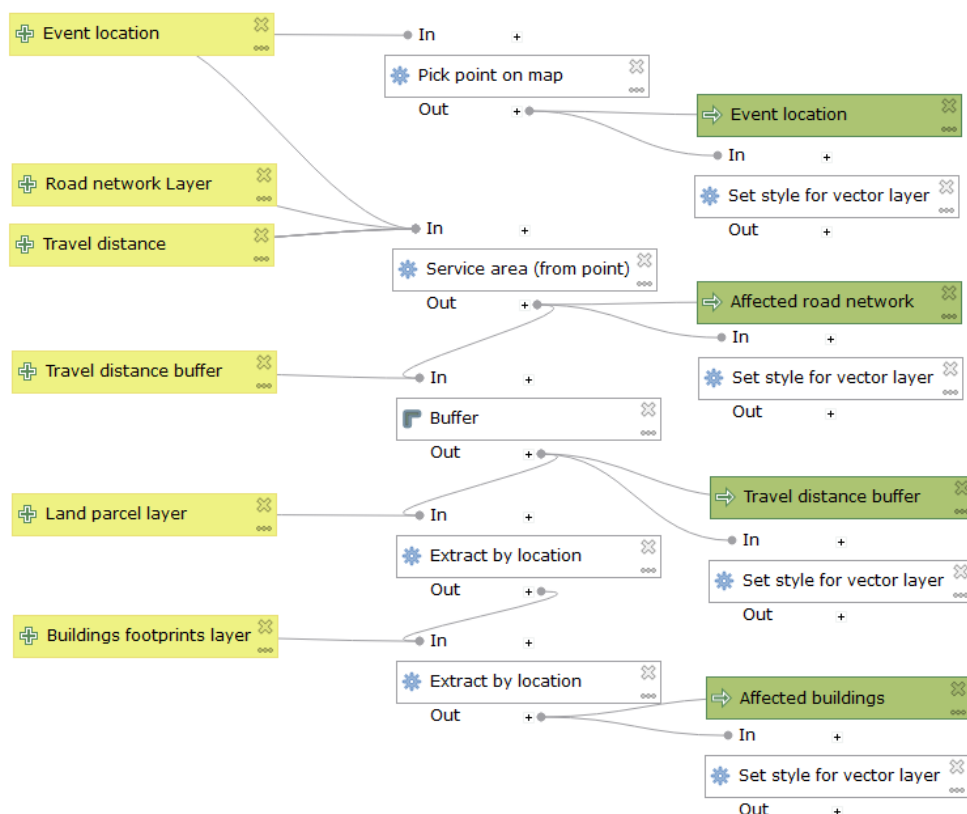 Event location
In
Pick point on map
Out
Event location
In
Road network Layer
Set style for vector layer
In
Out
Travel distance
Service area (from point)
Out
Affected road network
In
Travel distance buffer
In
Set style for vector layer
Out
Buffer
Out
Travel distance buffer
Land parcel layer
In
In
Extract by location
Set style for vector layer
Out
Out
Buildings footprints layer
In
Extract by location
Affected buildings
Out
In
Set style for vector layer
Out